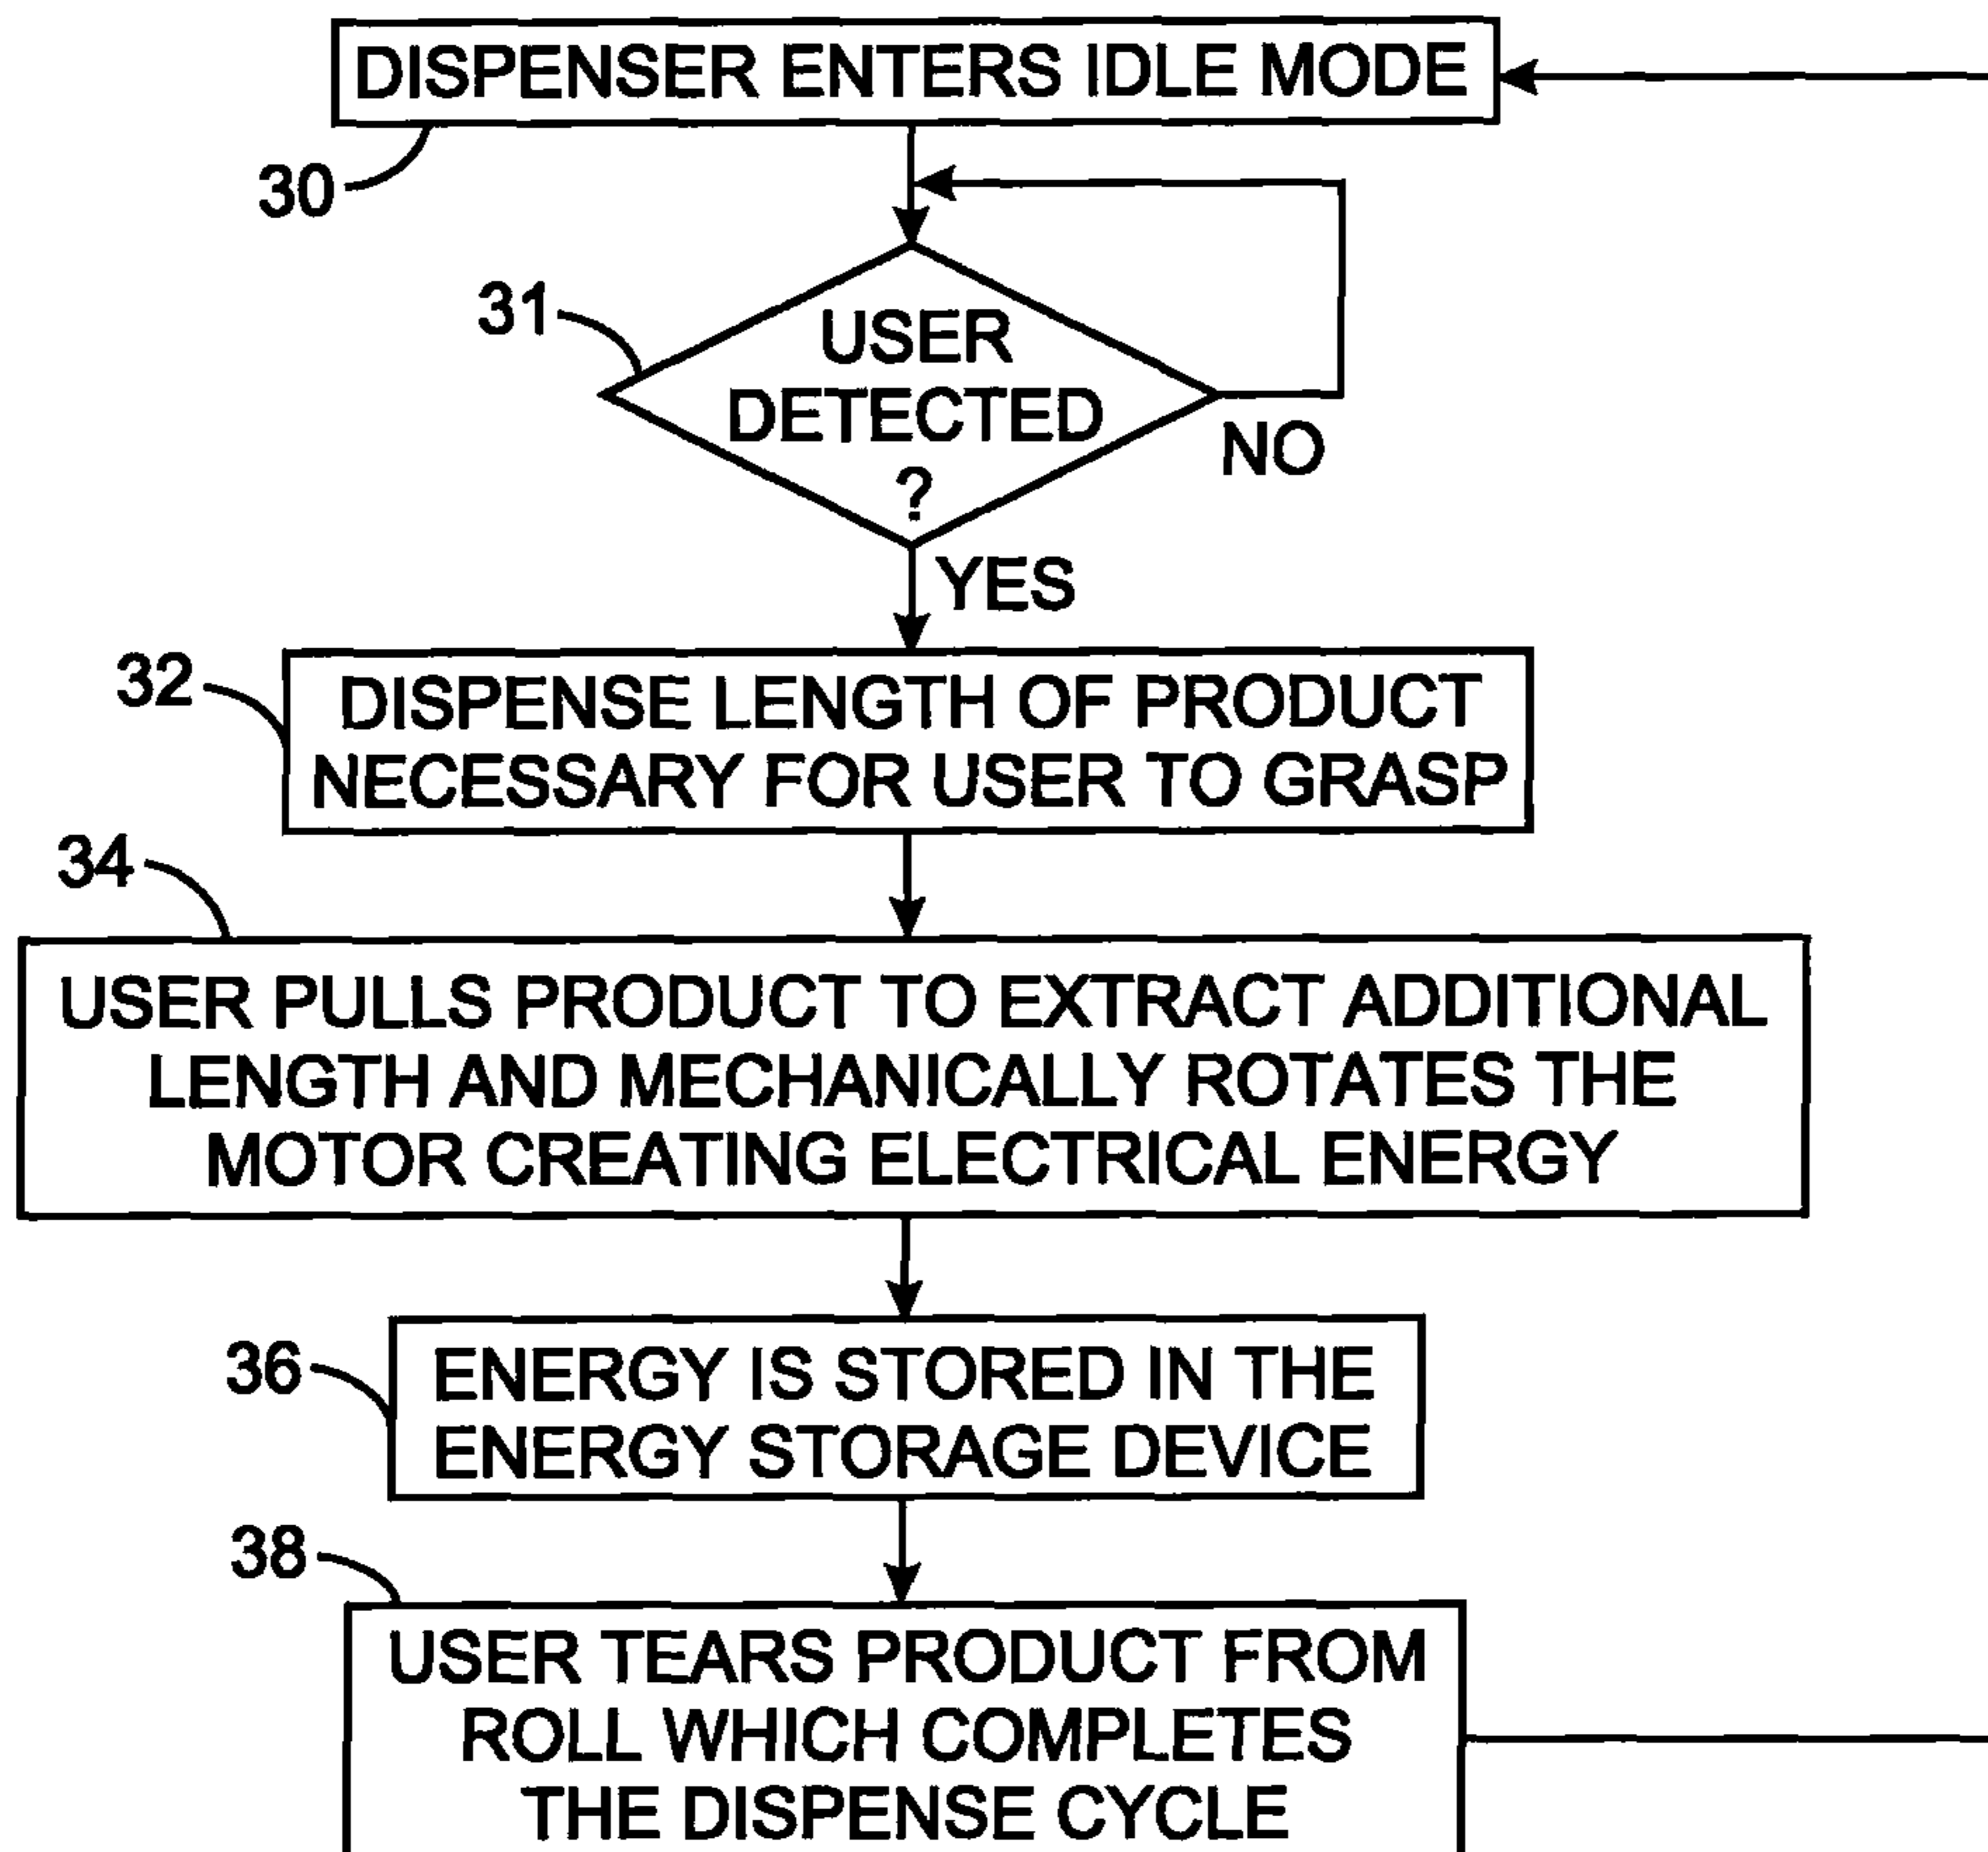 DISPENSER ENTERS IDLE MODE
30
31
USER
DETECTED
?
NO
YES
32
DISPENSE LENGTH OF PRODUCT
NECESSARY FOR USER TO GRASP
34
USER PULLS PRODUCT TO EXTRACT ADDITIONAL
LENGTH AND MECHANICALLY ROTATES THE
MOTOR CREATING ELECTRICAL ENERGY
36
ENERGY IS STORED IN THE
ENERGY STORAGE DEVICE
38
USER TEARS PRODUCT FROM
ROLL WHICH COMPLETES
THE DISPENSE CYCLE